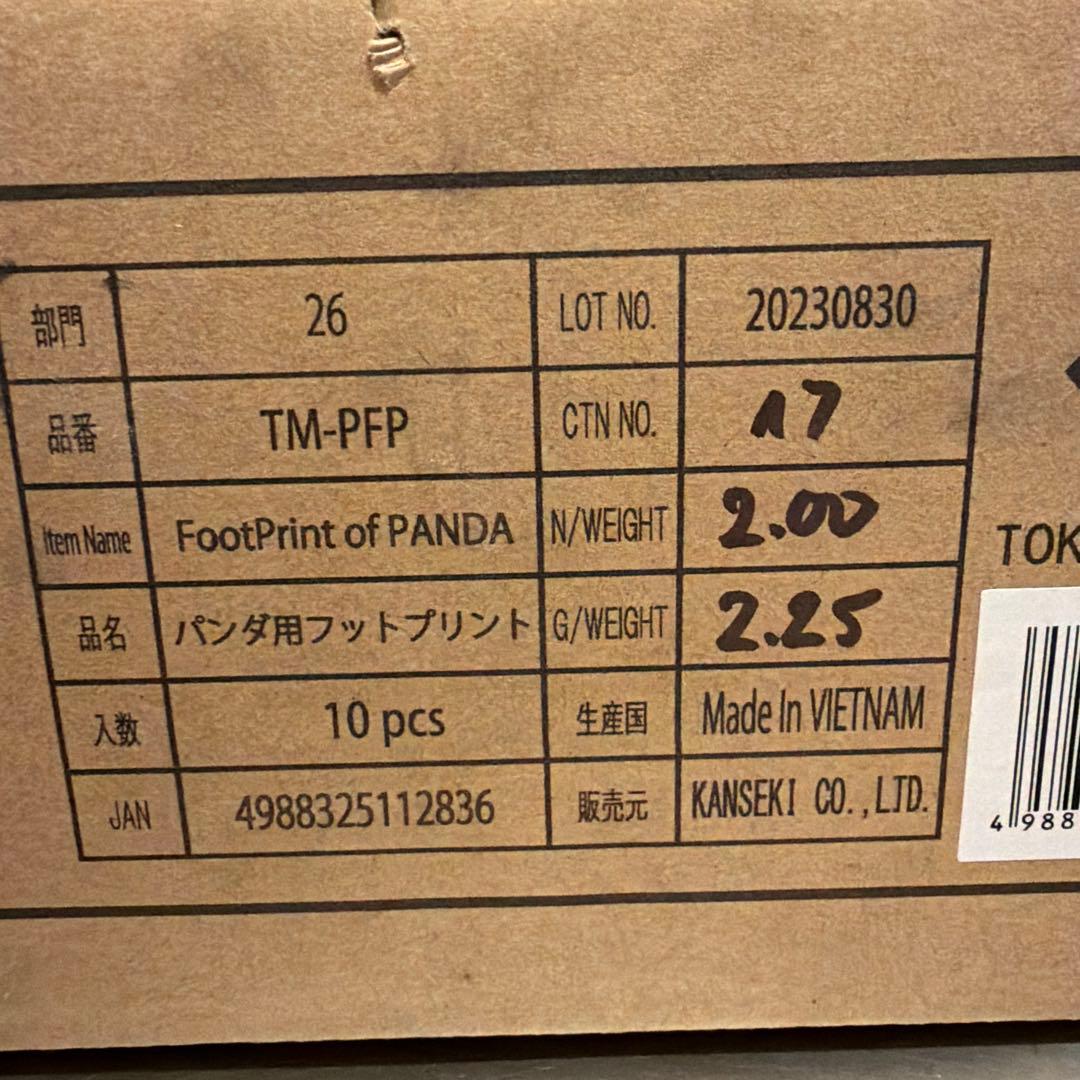 部門 26 LOT NO. 20230830
品番 TM-PFP CTN NO. 17
Item Name FootPrint of PANDA N/WEIGHT 2.00
品名 パンダ用フットプリント G/WEIGHT 2.25
入数 10 pcs 生産国 Made In VIETNAM
JAN 4988325112836 販売元 KANSEKI CO.,LTD.
TOK
4 988